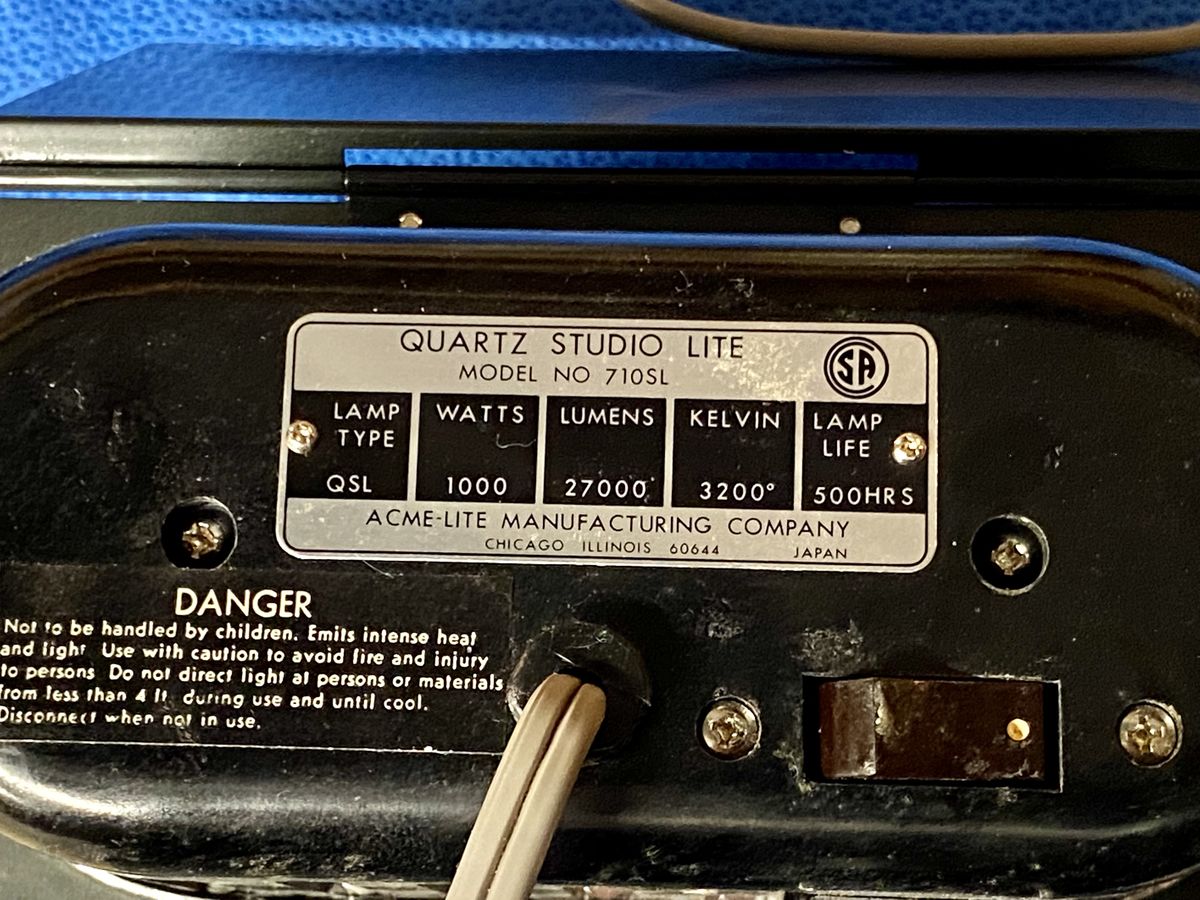 QUARTZ STUDIO LITE
MODEL NO 710SL
SA
LAMP TYPE WATTS LUMENS KELVIN LAMP LIFE
QSL 1000 27000 3200° 500HRS
ACME-LITE MANUFACTURING COMPANY
CHICAGO ILLINOIS 60644 JAPAN
DANGER
Not to be handled by children. Emits intense heat
and light. Use with caution to avoid fire and injury
to persons. Do not direct light at persons or materials
from less than 4 ft. during use and until cool.
Disconnect when not in use.